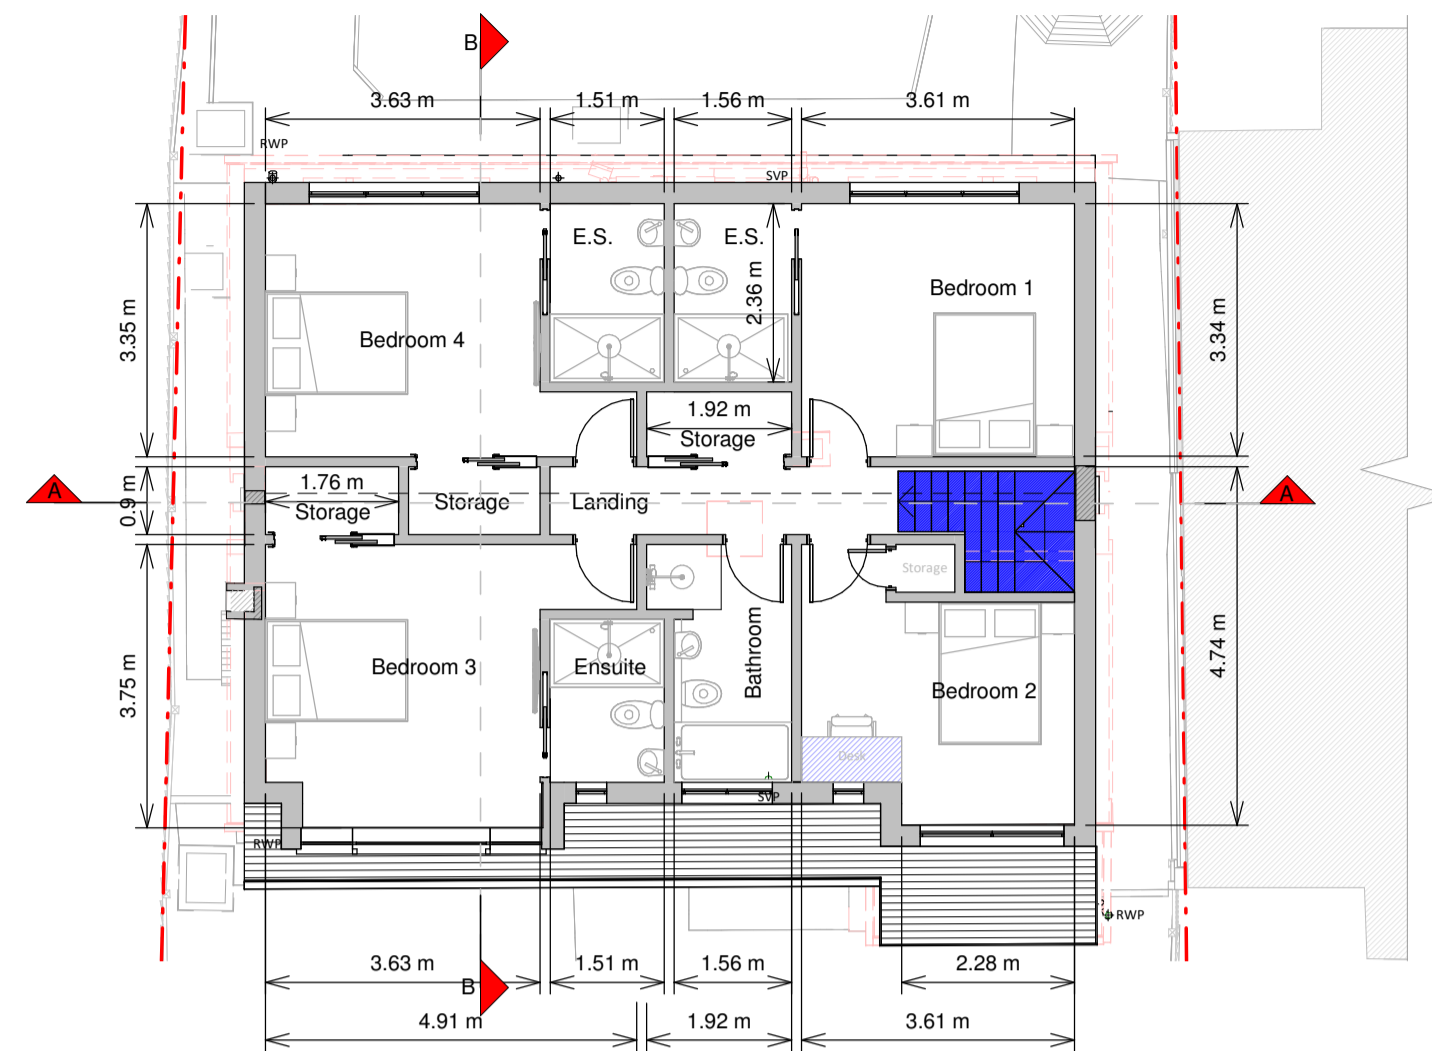 B
3.63 m
1.51 m
1.56 m
3.61 m
RWP
SVP
E.S.
E.S.
2.36 m
Bedroom 1
3.35 m
Bedroom 4
3.34 m
1.92 m
Storage
A
0.9 m
1.76 m
Storage
Storage
Landing
A
Storage
3.75 m
Bedroom 3
Ensuite
Bathroom
Bedroom 2
4.74 m
Desk
SVP
RWP
RWP
3.63 m
B
1.51 m
1.56 m
2.28 m
4.91 m
1.92 m
3.61 m